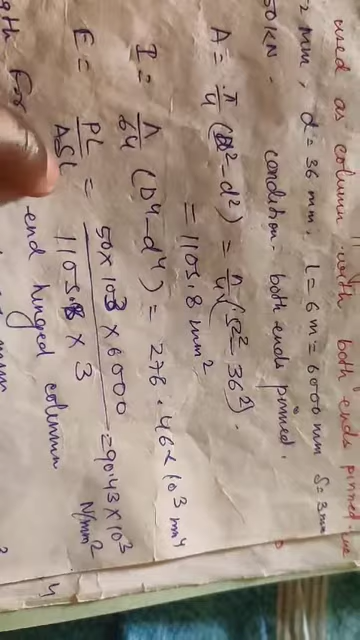 used as column with both ends pinned.
2 mm, d = 36 mm, l = 6 m = 6000 mm δ = 3 mm
50 KN. condition - both ends pinned.
A = π/4 (D² - d²) = π/4 (52² - 36²).
= 1105.8 mm²
I = π/64 (D⁴ - d⁴) = 276.46 × 10³ mm⁴
E = PL/AδL = 50 × 10³ × 6000 / 1105.8 × 3 = 90.43 × 10³ N/mm²
end hinged column